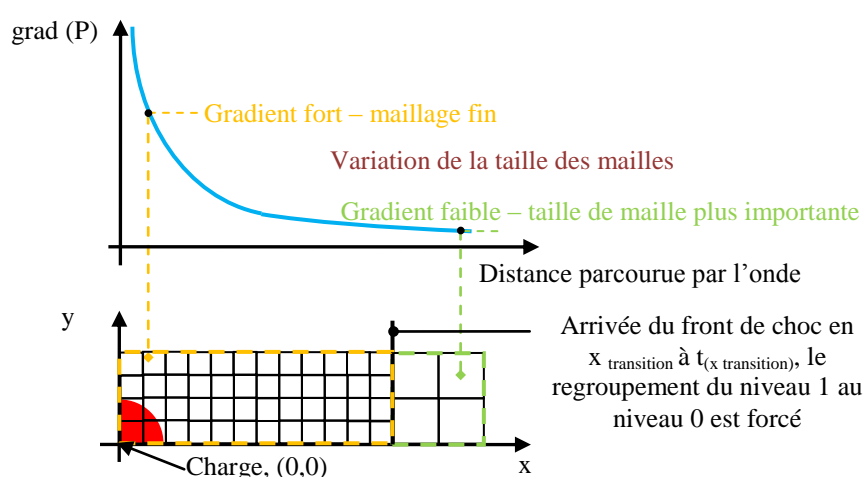 grad (P)
Gradient fort – maillage fin
Variation de la taille des mailles
Gradient faible – taille de maille plus importante
Distance parcourue par l’onde
y
Arrivée du front de choc en
x transition à t(x transition), le
regroupement du niveau 1 au
niveau 0 est forcé
Charge, (0,0)
x